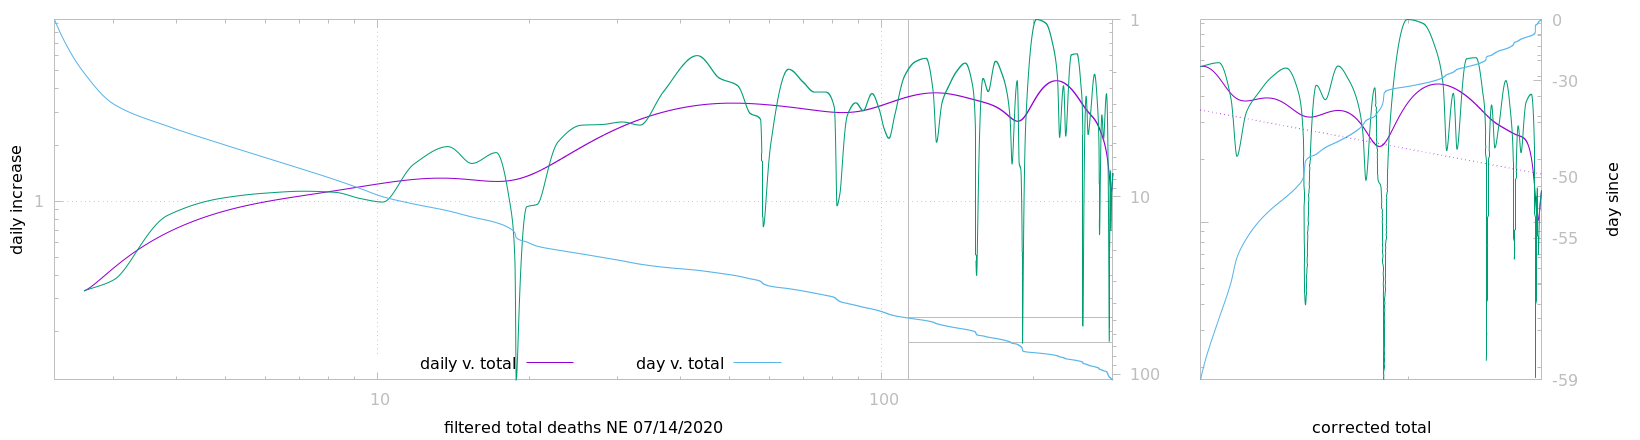 1
10
100
daily increase
1
daily v. total
day v. total
10
100
filtered total deaths NE 07/14/2020
0
-30
-40
-50
-55
-59
day since
corrected total